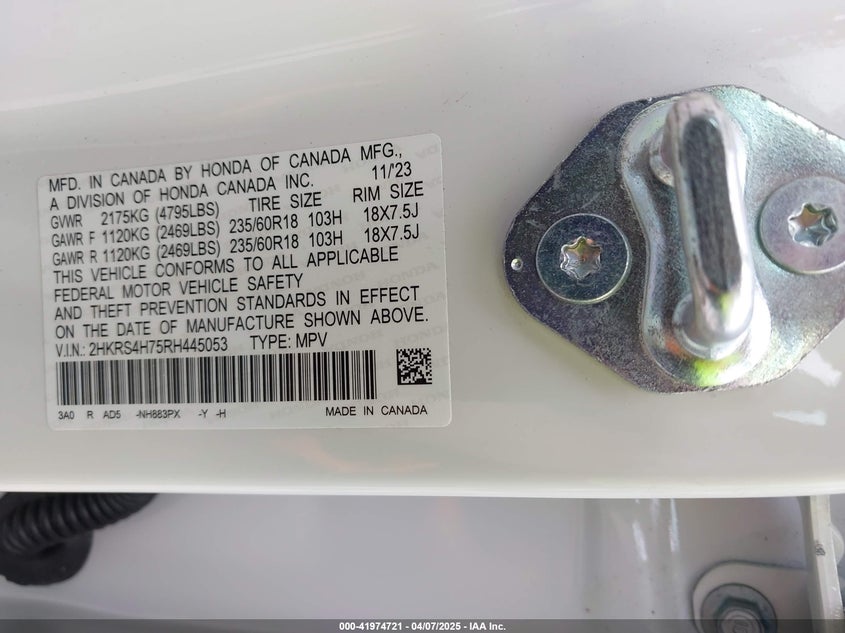 MFD. IN CANADA BY HONDA OF CANADA MFG.,
A DIVISION OF HONDA CANADA INC. 11/'23
GVWR 2175KG (4795LBS) TIRE SIZE RIM SIZE
GAWR F 1120KG (2469LBS) 235/60R18 103H 18X7.5J
GAWR R 1120KG (2469LBS) 235/60R18 103H 18X7.5J
THIS VEHICLE CONFORMS TO ALL APPLICABLE
FEDERAL MOTOR VEHICLE SAFETY
AND THEFT PREVENTION STANDARDS IN EFFECT
ON THE DATE OF MANUFACTURE SHOWN ABOVE.
V.I.N.: 2HKRS4H75RH445053 TYPE: MPV
3A0 R AD5 -NH883PX -Y -H
MADE IN CANADA
000-41974721 - 04/07/2025 - IAA Inc.